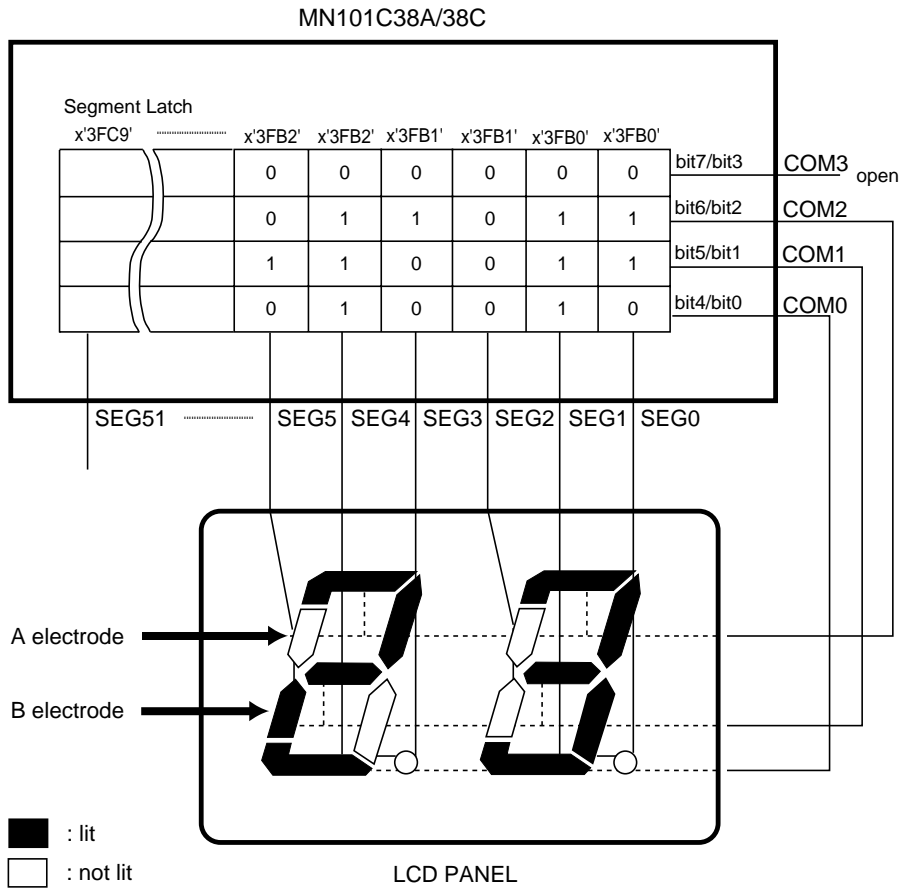 MN101C38A/38C
Segment Latch
x'3FC9' x'3FB2' x'3FB2' x'3FB1' x'3FB1' x'3FB0' x'3FB0'
0 0 0 0 0 0 bit7/bit3 COM3 open
0 1 1 0 1 1 bit6/bit2 COM2
1 1 0 0 1 1 bit5/bit1 COM1
0 1 0 0 1 0 bit4/bit0 COM0
SEG51 SEG5 SEG4 SEG3 SEG2 SEG1 SEG0
A electrode
B electrode
: lit
: not lit
LCD PANEL